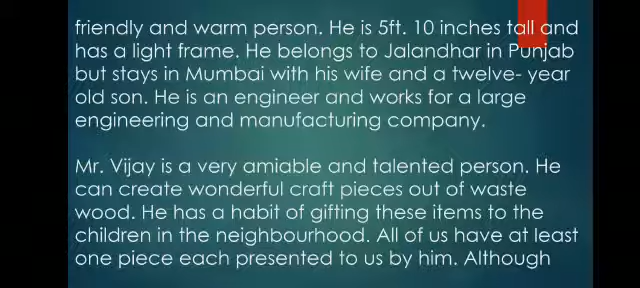 friendly and warm person. He is 5ft. 10 inches tall and
has a light frame. He belongs to Jalandhar in Punjab
but stays in Mumbai with his wife and a twelve- year
old son. He is an engineer and works for a large
engineering and manufacturing company.
Mr. Vijay is a very amiable and talented person. He
can create wonderful craft pieces out of waste
wood. He has a habit of gifting these items to the
children in the neighbourhood. All of us have at least
one piece each presented to us by him. Although